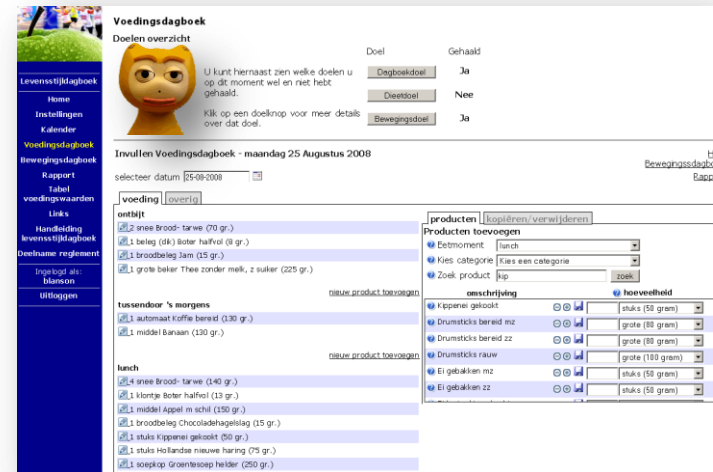 Voedingsdagboek
Doelen overzicht
Doel Gehaald
U kunt hiernaast zien welke doelen u
op dit moment wel en niet hebt
gehaald.
Klik op een doelknop voor meer details
over dat doel.
Dagboekdoel Ja
Dieetdoel Nee
Bewegingsdoel Ja
Levensstijldagboek
Home
Instellingen
Kalender
Voedingsdagboek
Bewegingsdagboek
Rapport
Tabel
voedingswaarden
Links
Handleiding
levensstijldagboek
Deelname reglement
Ingelogd als:
blanson
Uitloggen
Invullen Voedingsdagboek - maandag 25 Augustus 2008
H
Bewegingssdagbo
Rapp
selecteer datum 25-08-2008
voeding overig
ontbijt
2 snee Brood- tarwe (70 gr.)
1 beleg (dik) Boter halfvol (8 gr.)
1 broodbeleg Jam (15 gr.)
1 grote beker Thee zonder melk, z suiker (225 gr.)
nieuw product toevoegen
tussendoor 's morgens
1 automaat Koffie bereid (130 gr.)
1 middel Banaan (130 gr.)
nieuw product toevoegen
lunch
4 snee Brood- tarwe (140 gr.)
1 klontje Boter halfvol (13 gr.)
1 middel Appel m schil (150 gr.)
1 broodbeleg Chocoladehagelslag (15 gr.)
1 stuks Kippenei gekookt (50 gr.)
1 stuks Hollandse nieuwe haring (75 gr.)
1 soepkop Groentesoep helder (250 gr.)
producten kopiëren/verwijderen
Producten toevoegen
Eetmoment lunch
Kies categorie Kies een categorie
Zoek product kip zoek
omschrijving hoeveelheid
Kippenei gekookt stuks (50 gram)
Drumsticks bereid mz grote (80 gram)
Drumsticks bereid zz grote (80 gram)
Drumsticks rauw grote (100 gram)
Ei gebakken mz stuks (50 gram)
Ei gebakken zz stuks (50 gram)